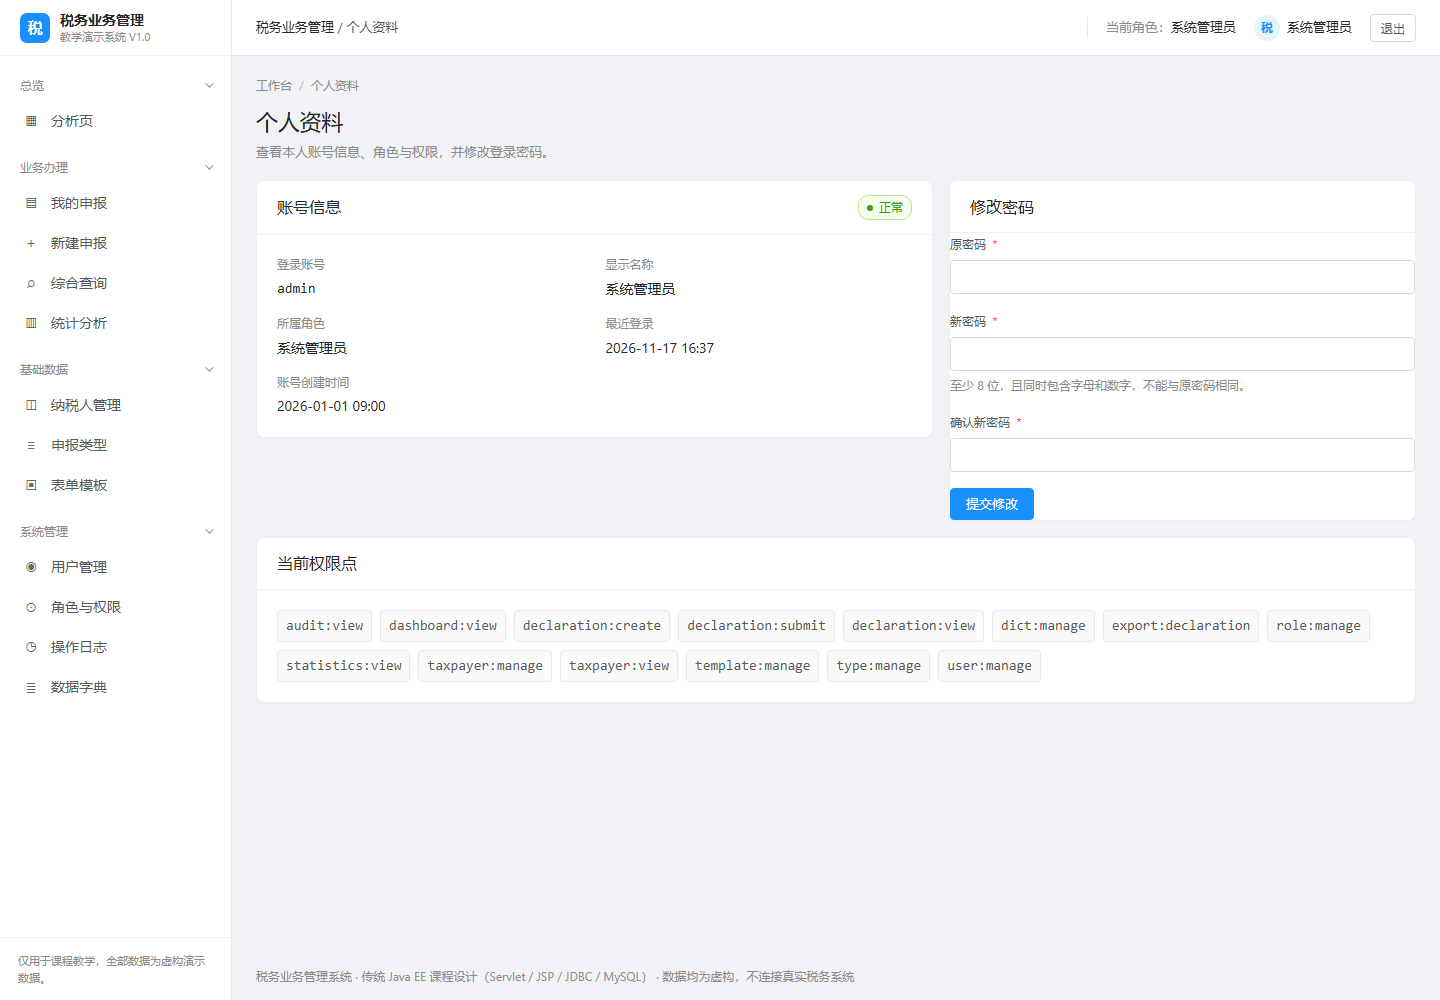 税
税务业务管理
教学演示系统 V1.0
税务业务管理 / 个人资料
当前角色：系统管理员
税
系统管理员
退出
总览
分析页
业务办理
我的申报
新建申报
综合查询
统计分析
基础数据
纳税人管理
申报类型
表单模板
系统管理
用户管理
角色与权限
操作日志
数据字典
仅用于课程教学，全部数据为虚构演示
数据。
工作台 / 个人资料
个人资料
查看本人账号信息、角色与权限，并修改登录密码。
账号信息
正常
登录账号
admin
显示名称
系统管理员
所属角色
系统管理员
最近登录
2026-11-17 16:37
账号创建时间
2026-01-01 09:00
修改密码
原密码 *
新密码 *
至少 8 位，且同时包含字母和数字，不能与原密码相同。
确认新密码 *
提交修改
当前权限点
audit:view dashboard:view declaration:create declaration:submit declaration:view dict:manage export:declaration role:manage
statistics:view taxpayer:manage taxpayer:view template:manage type:manage user:manage
税务业务管理系统 · 传统 Java EE 课程设计（Servlet / JSP / JDBC / MySQL） · 数据均为虚构，不连接真实税务系统